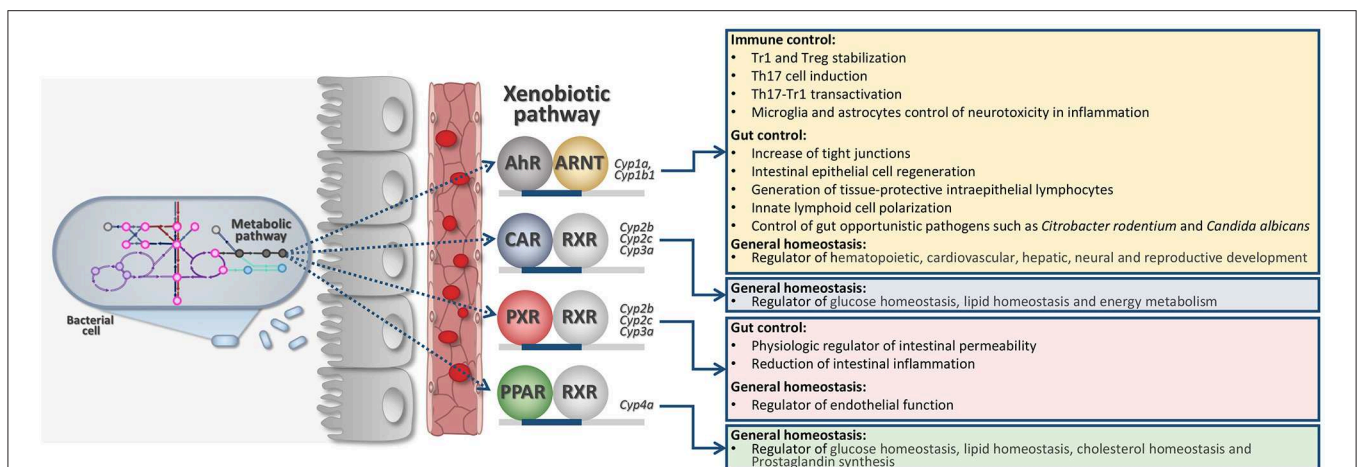 Xenobiotic
pathway
Metabolic
pathway
Bacterial
cell
AhR ARNT
Cyp1a,
Cyp1b1
CAR RXR
Cyp2b
Cyp2c
Cyp3a
PXR RXR
Cyp2b
Cyp2c
Cyp3a
PPAR RXR
Cyp4a
Immune control:
• Tr1 and Treg stabilization
• Th17 cell induction
• Th17-Tr1 transactivation
• Microglia and astrocytes control of neurotoxicity in inflammation
Gut control:
• Increase of tight junctions
• Intestinal epithelial cell regeneration
• Generation of tissue-protective intraepithelial lymphocytes
• Innate lymphoid cell polarization
• Control of gut opportunistic pathogens such as Citrobacter rodentium and Candida albicans
General homeostasis:
• Regulator of hematopoietic, cardiovascular, hepatic, neural and reproductive development
General homeostasis:
• Regulator of glucose homeostasis, lipid homeostasis and energy metabolism
Gut control:
• Physiologic regulator of intestinal permeability
• Reduction of intestinal inflammation
General homeostasis:
• Regulator of endothelial function
General homeostasis:
• Regulator of glucose homeostasis, lipid homeostasis, cholesterol homeostasis and
Prostaglandin synthesis